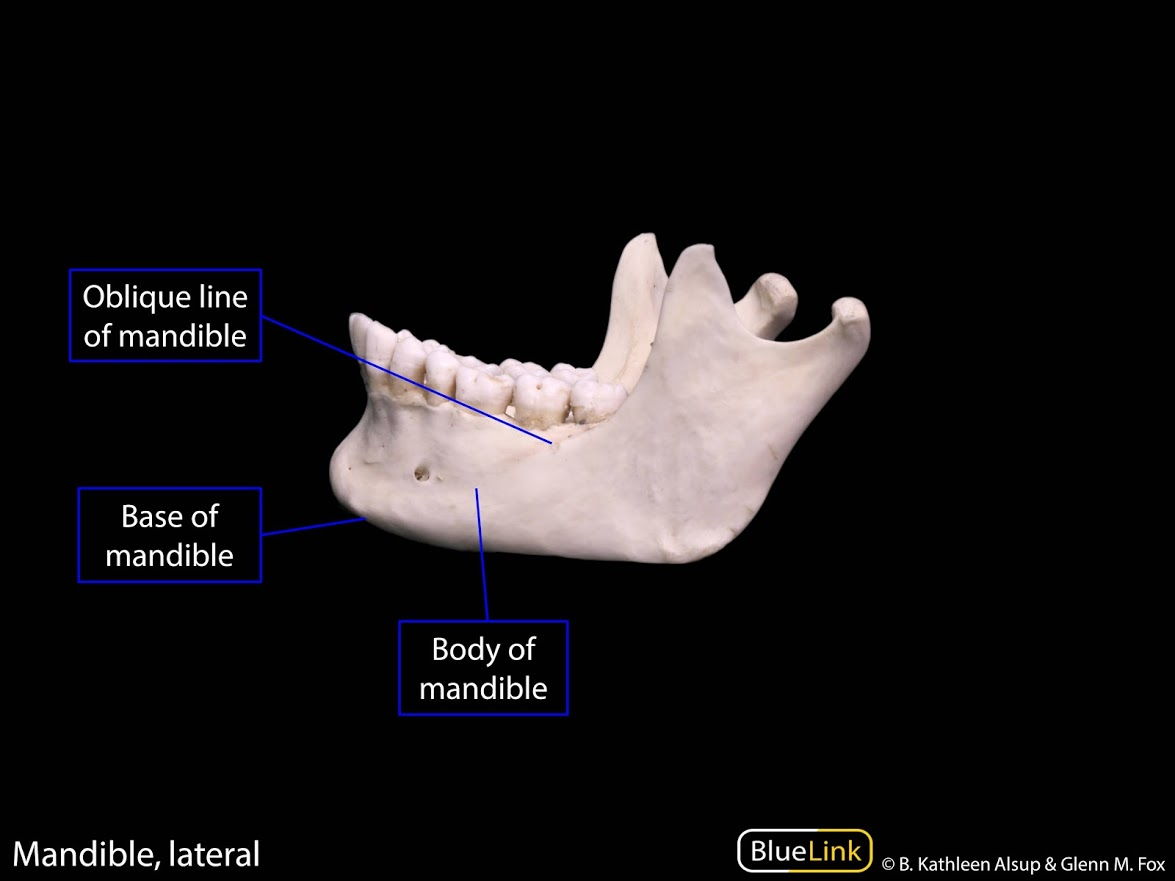 Oblique line
of mandible
Base of
mandible
Body of
mandible
Mandible, lateral
BlueLink
© B. Kathleen Alsup & Glenn M. Fox